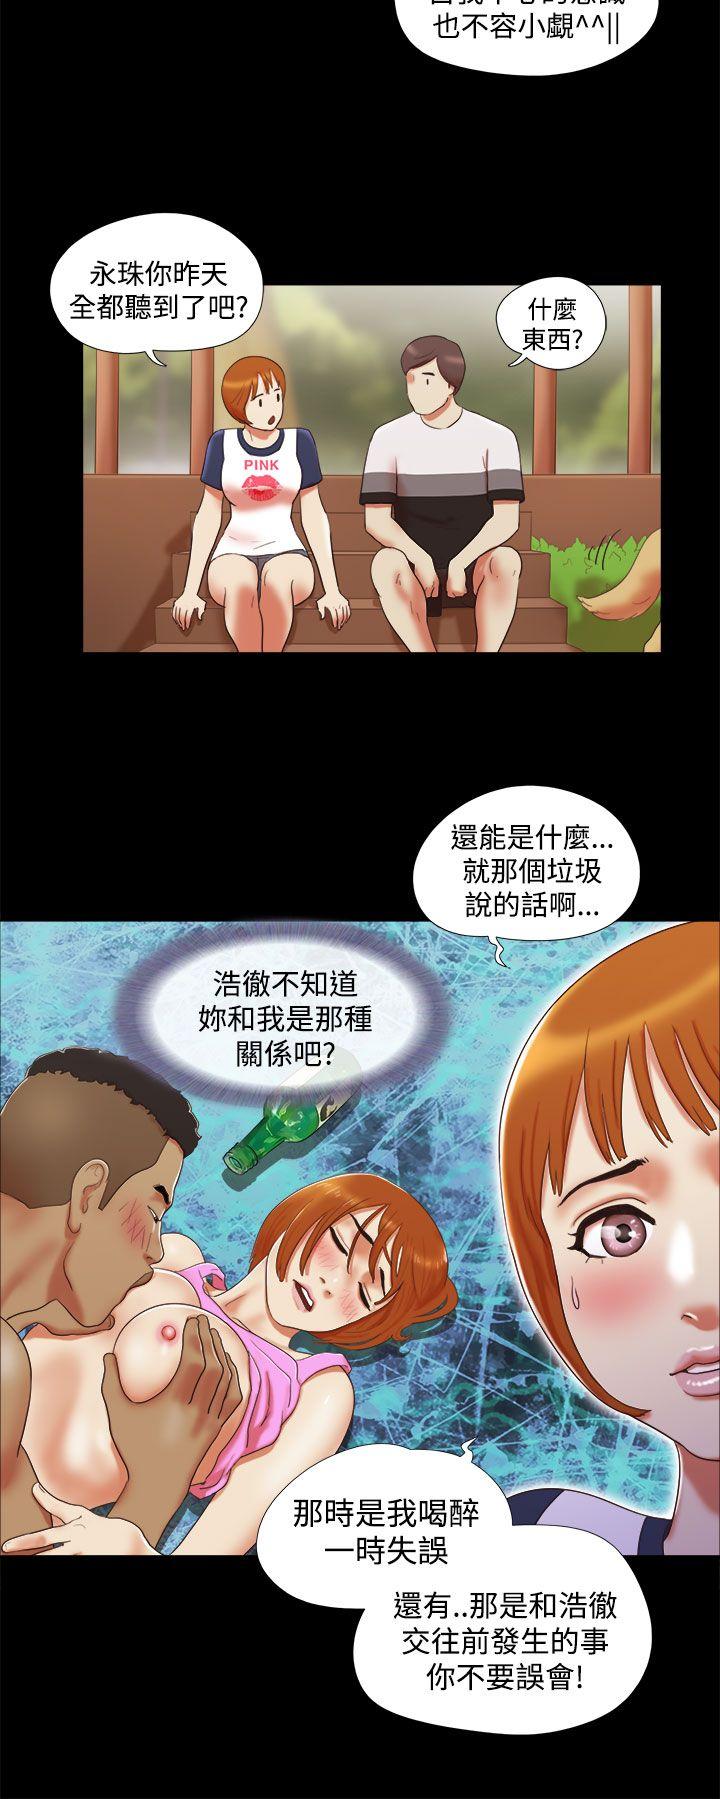 也不容小覷^^||
永珠你昨天
全都聽到了吧?
什麼
東西?
PINK
還能是什麼...
就那個垃圾
說的話啊...
浩徹不知道
妳和我是那種
關係吧?
那時是我喝醉
一時失誤
還有..那是和浩徹
交往前發生的事
你不要誤會!